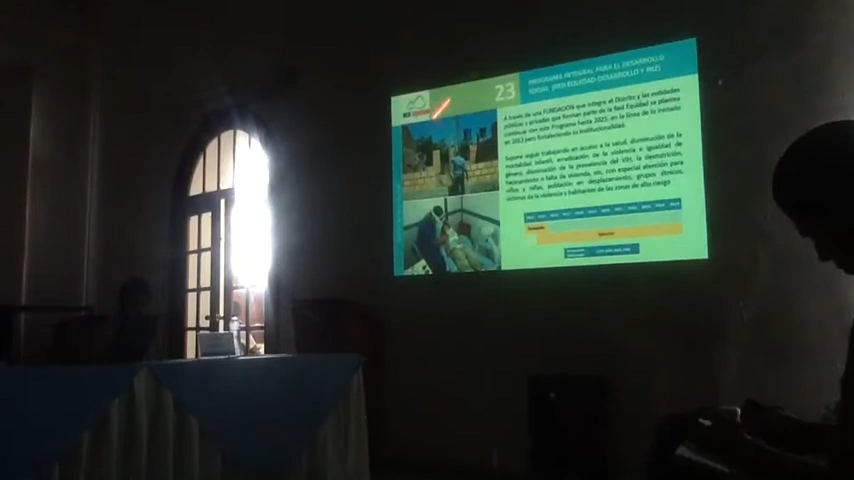 RED EQUIDAD
23
PROGRAMA INTEGRAL PARA EL DESARROLLO
SOCIAL (RED EQUIDAD-DESARROLLO Y PAZ)
A través de una FUNDACIÓN que integre el Distrito y las entidades
públicas y privadas que forman parte de la Red Equidad se plantea
continuar con este Programa hasta 2025, en la línea de lo iniciado
en 2013 pero fortaleciendo su institucionalidad.
Supone seguir trabajando en acceso a la salud, disminución de la
mortalidad infantil, erradicación de la violencia e igualdad de
género, disminución de la prevalencia del VIH, la desnutrición,
hacinamiento o falta de vivienda, etc, con especial atención para
niños y niñas, población en desplazamiento, grupos étnicos,
víctimas de la violencia y habitantes de las zonas de alto riesgo